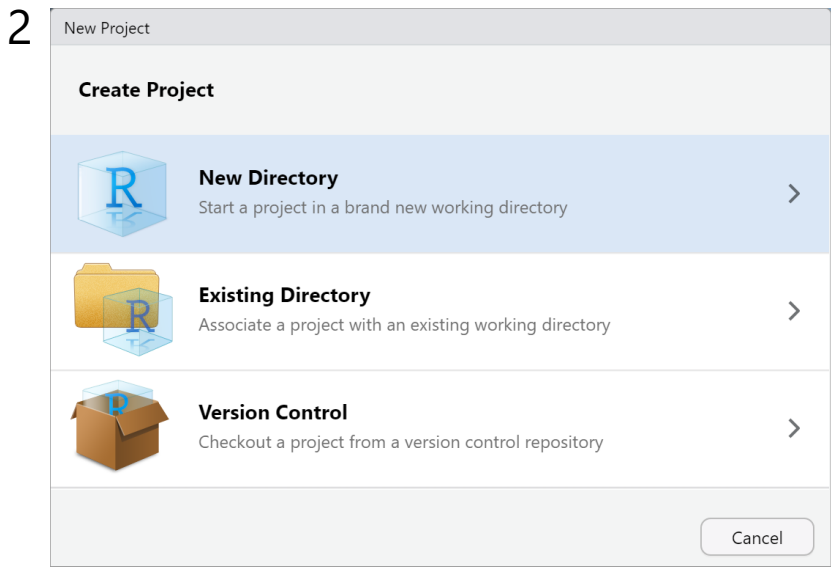 2
New Project
Create Project
R
New Directory
Start a project in a brand new working directory
R
Existing Directory
Associate a project with an existing working directory
R
Version Control
Checkout a project from a version control repository
Cancel